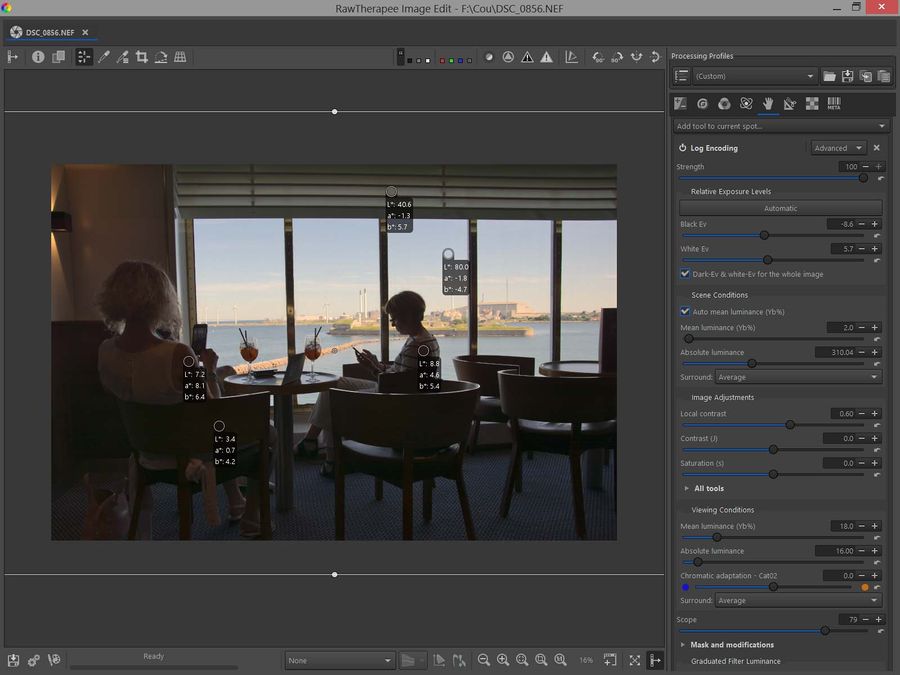 RawTherapee Image Edit - F:\Cou\DSC_0856.NEF
DSC_0856.NEF
Processing Profiles
(Custom)
META
Add tool to current spot...
Log Encoding
Advanced
Strength
100
Relative Exposure Levels
Automatic
Black Ev
-8.6
White Ev
5.7
Dark-Ev & white-Ev for the whole image
Scene Conditions
Auto mean luminance (Yb%)
Mean luminance (Yb%)
2.0
Absolute luminance
310.04
Surround:
Average
Image Adjustments
Local contrast
0.60
Contrast (J)
0.0
Saturation (s)
0.0
All tools
Viewing Conditions
Mean luminance (Yb%)
18.0
Absolute luminance
16.00
Chromatic adaptation - Cat02
0.0
Surround:
Average
Scope
79
Mask and modifications
Graduated Filter Luminance
L*: 40.6
a*: -1.3
b*: 5.7
L*: 80.0
a*: -1.8
b*: -4.7
L*: 7.2
a*: 8.1
b*: 6.4
L*: 8.8
a*: 4.6
b*: 5.4
L*: 3.4
a*: 0.7
b*: 4.2
Ready
None
16%